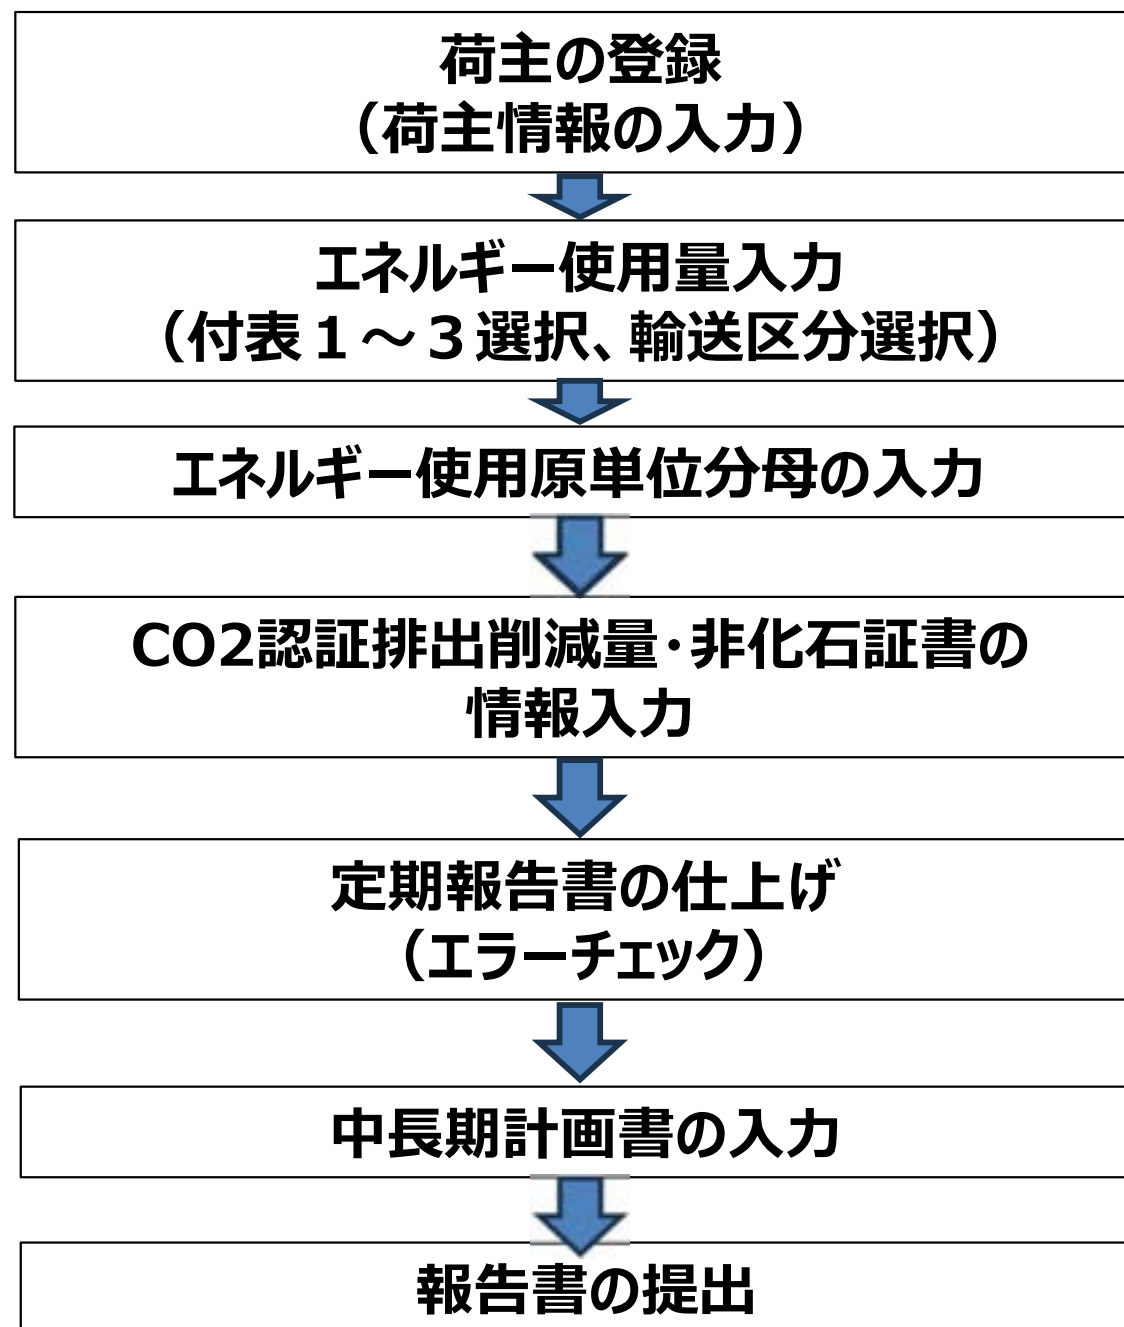 荷主の登録
（荷主情報の入力）
エネルギー使用量入力
（付表１～３選択、輸送区分選択）
エネルギー使用原単位分母の入力
CO2認証排出削減量・非化石証書の
情報入力
定期報告書の仕上げ
（エラーチェック）
中長期計画書の入力
報告書の提出